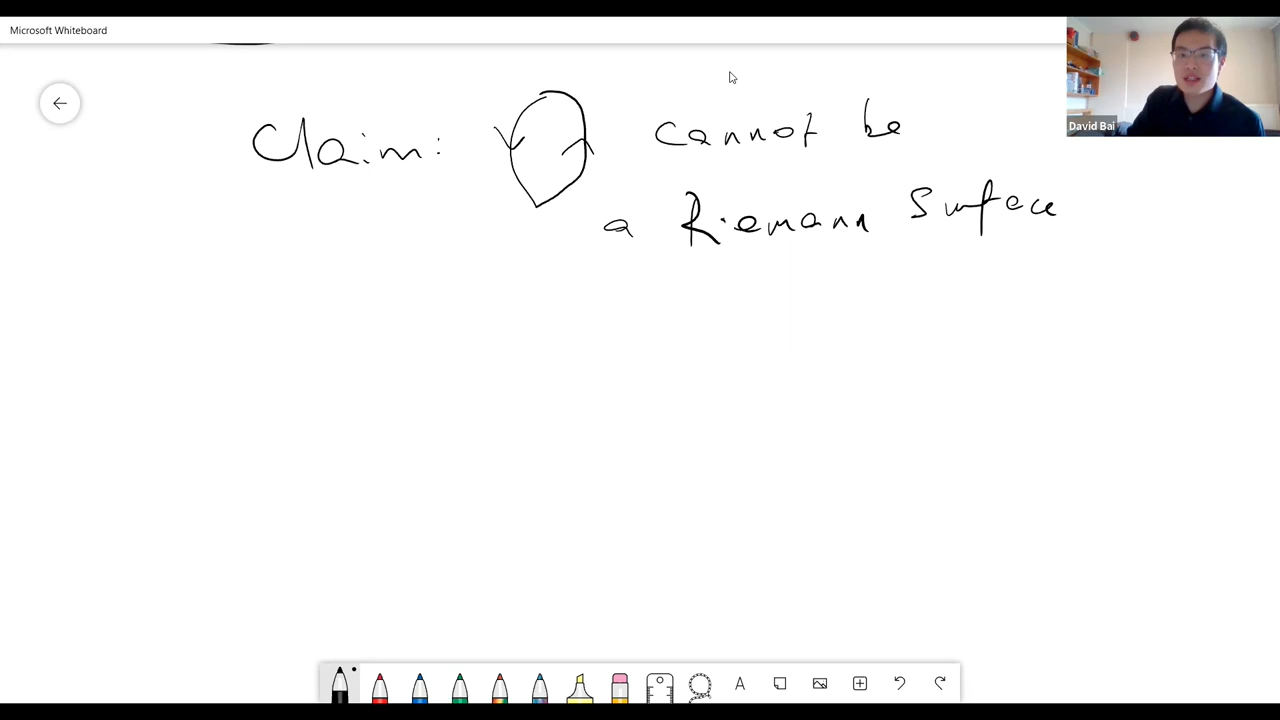 Microsoft Whiteboard
David Bai
Claim: cannot be
a Riemann Surface
A